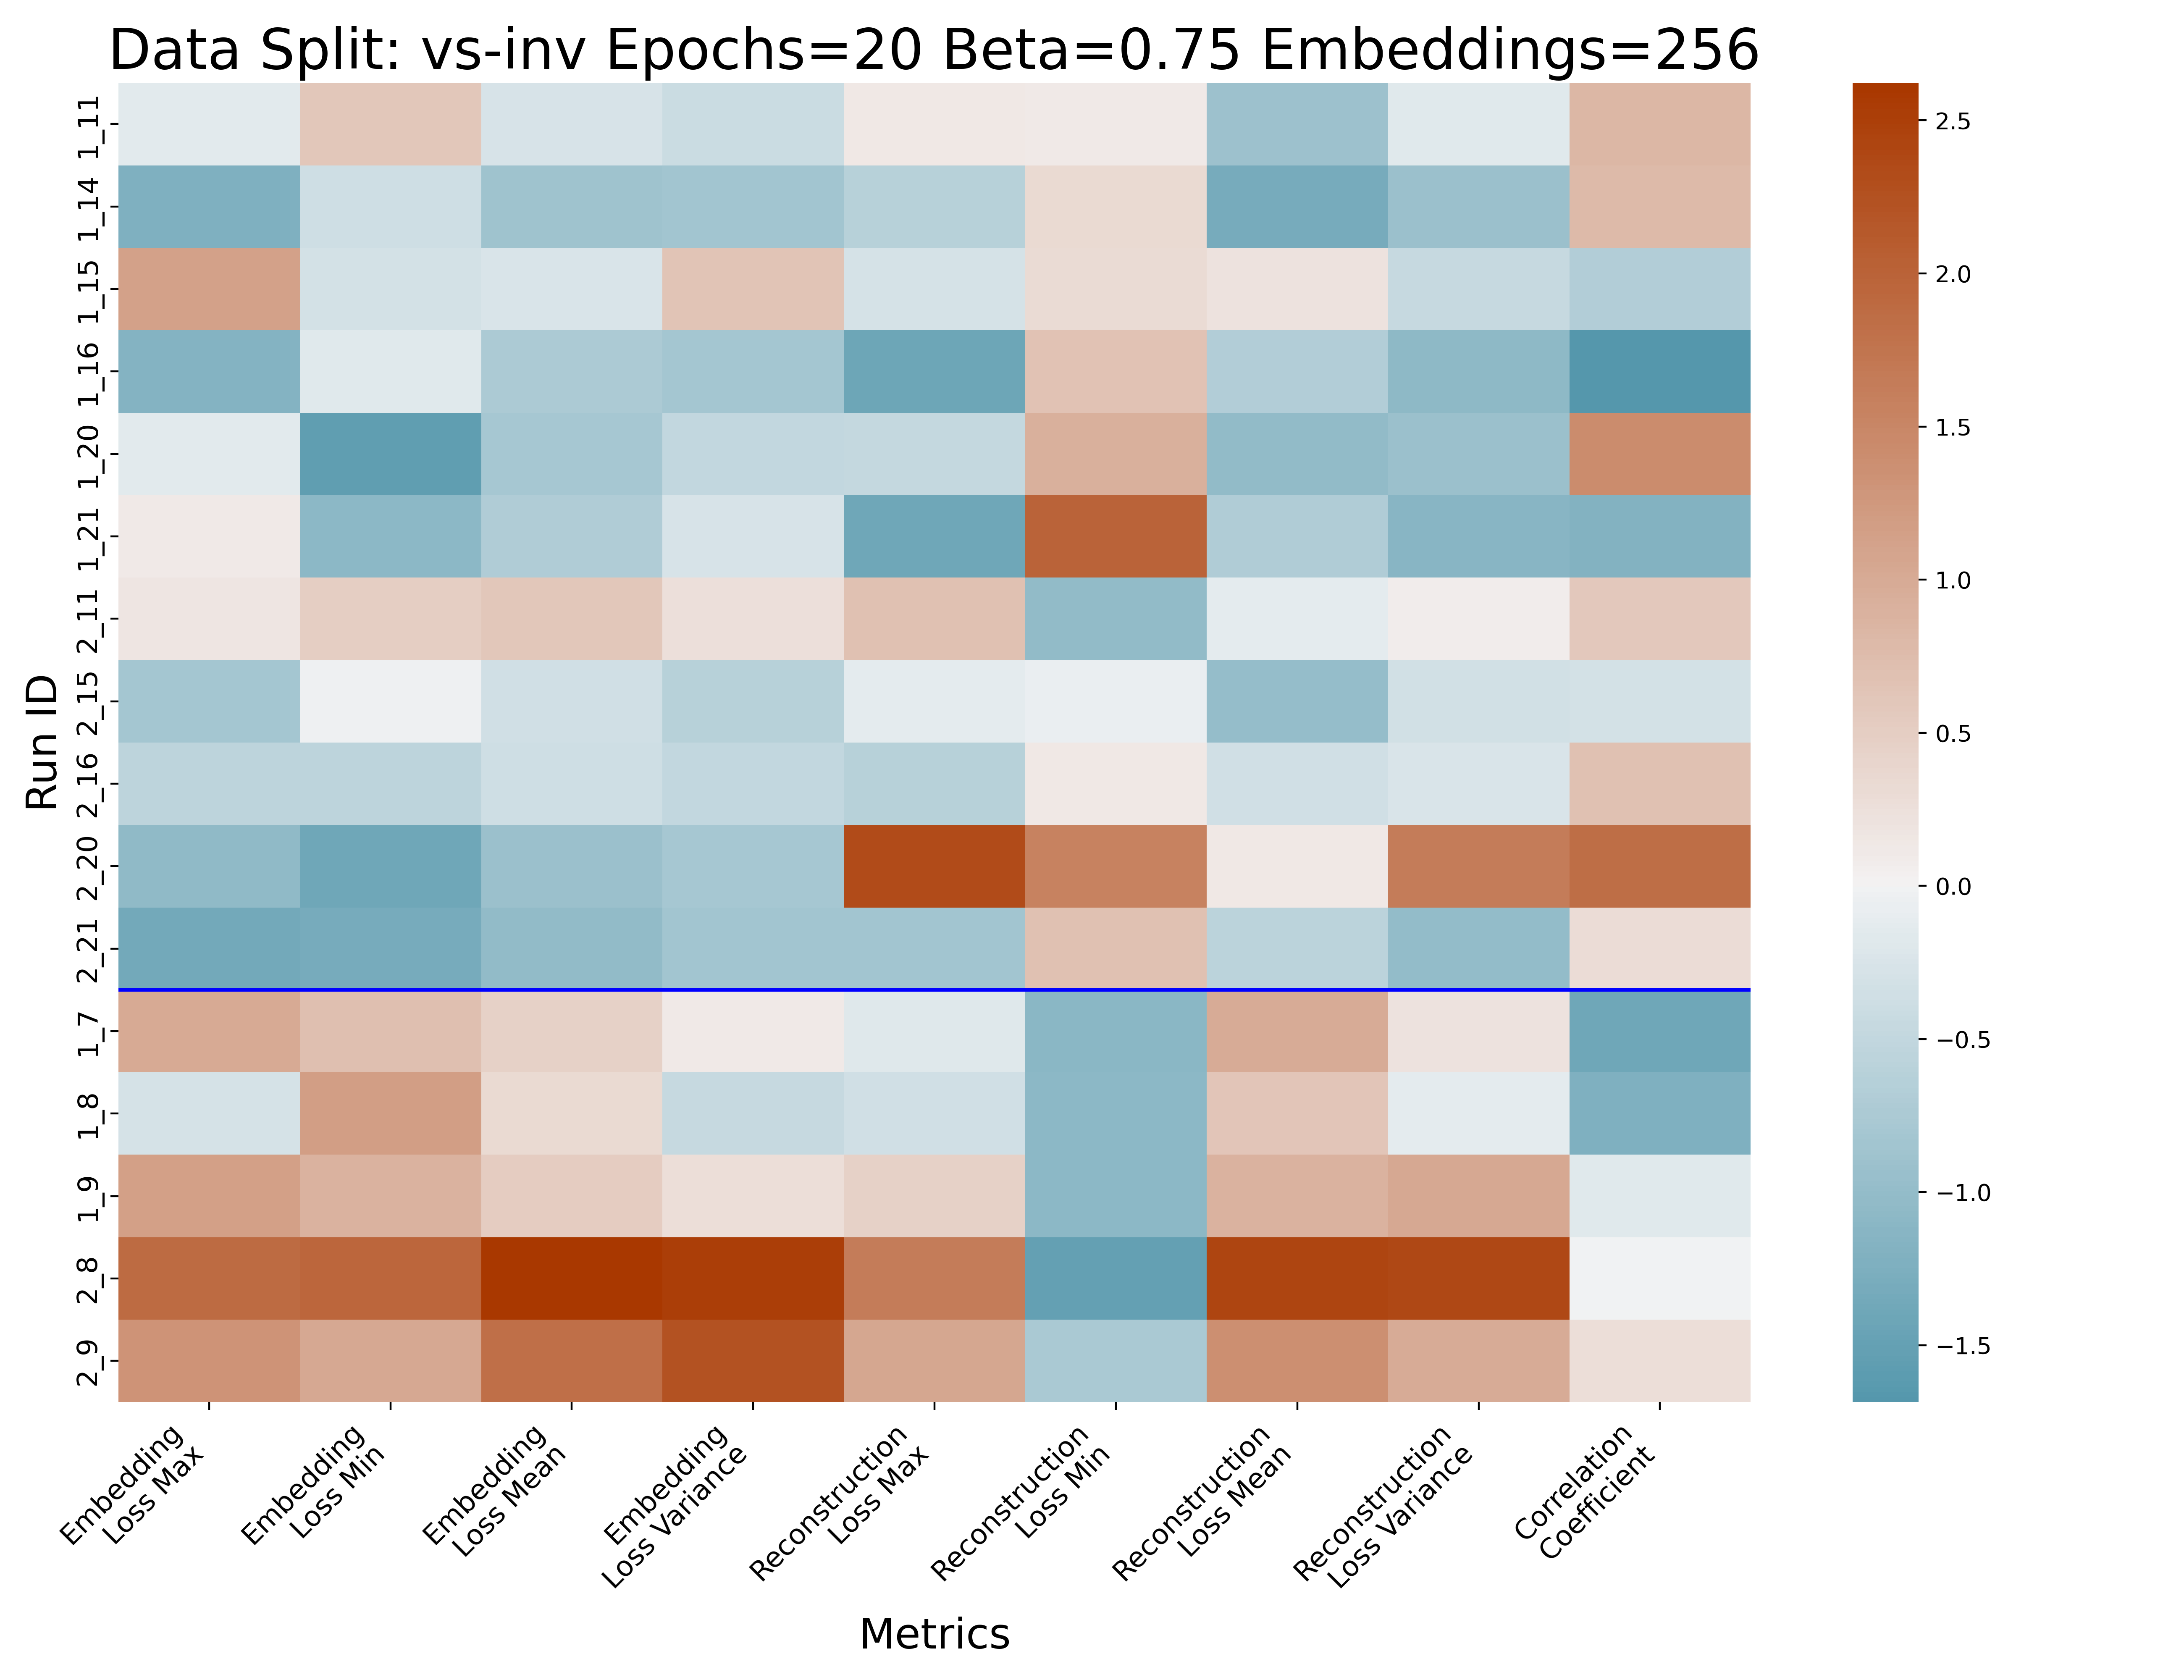 Data Split: vs-inv Epochs=20 Beta=0.75 Embeddings=256
Run ID
1_11
1_14
1_15
1_16
1_20
1_21
2_11
2_15
2_16
2_20
2_21
1_7
1_8
1_9
2_8
2_9
Embedding
Loss Max
Embedding
Loss Min
Embedding
Loss Mean
Embedding
Loss Variance
Reconstruction
Loss Max
Reconstruction
Loss Min
Reconstruction
Loss Mean
Reconstruction
Loss Variance
Correlation
Coefficient
Metrics
2.5
2.0
1.5
1.0
0.5
0.0
−0.5
−1.0
−1.5